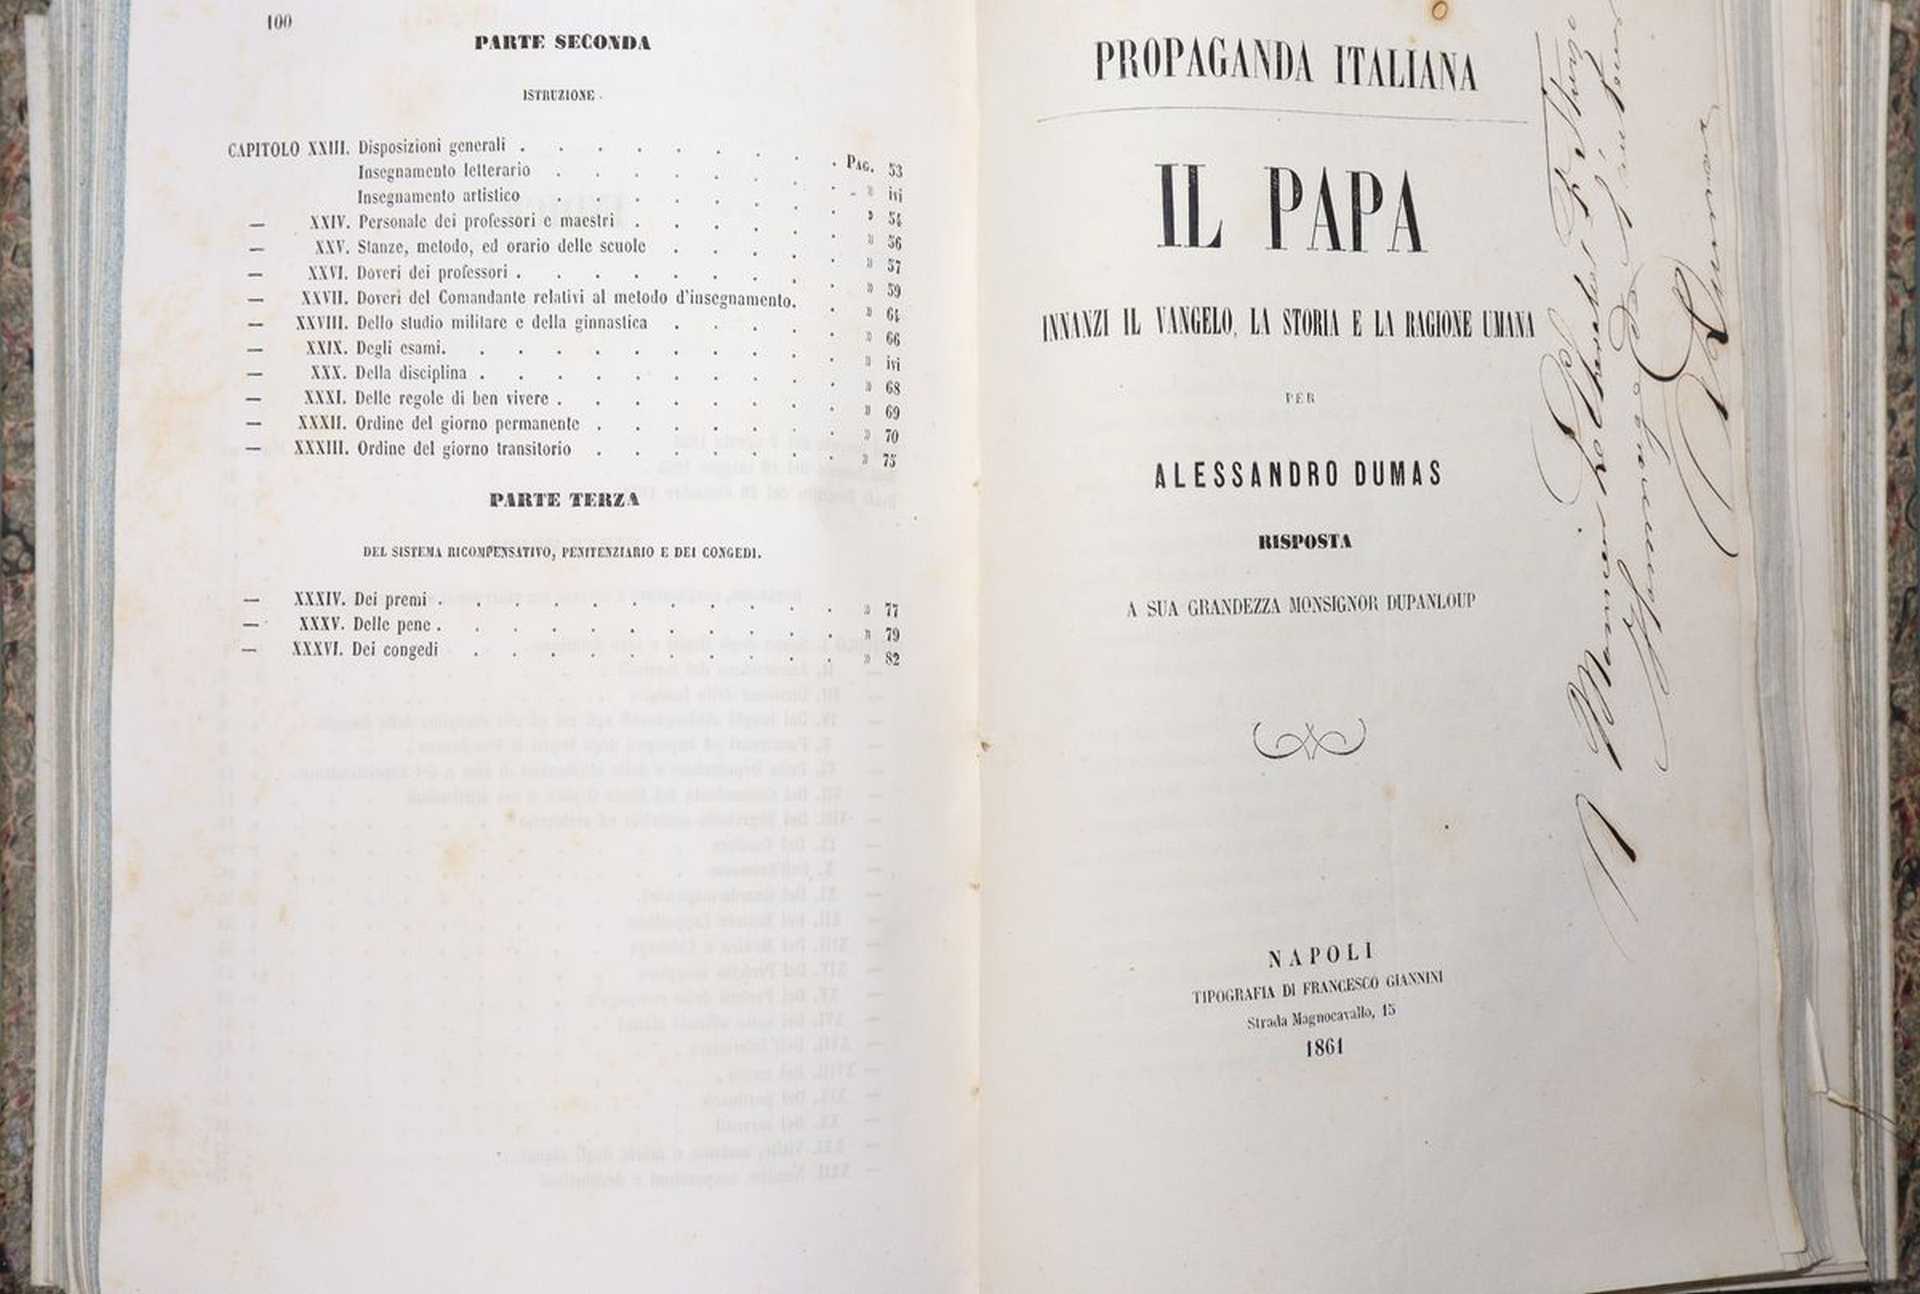 100
PARTE SECONDA
ISTRUZIONE.
CAPITOLO XXIII. Disposizioni generali . . . . . . . . . PAG. 53
Insegnamento letterario . . . . . . . . » ivi
Insegnamento artistico . . . . . . . . » 54
— XXIV. Personale dei professori e maestri . . . . . . » 56
— XXV. Stanze, metodo, ed orario delle scuole . . . . . » 57
— XXVI. Doveri dei professori . . . . . . . . . » 59
— XXVII. Doveri del Comandante relativi al metodo d'insegnamento. . » 64
— XXVIII. Dello studio militare e della ginnastica . . . . . » 66
— XXIX. Degli esami. . . . . . . . . . . » ivi
— XXX. Della disciplina . . . . . . . . . . » 68
— XXXI. Delle regole di ben vivere . . . . . . . . » 69
— XXXII. Ordine del giorno permanente . . . . . . . » 70
— XXXIII. Ordine del giorno transitorio . . . . . . . » 75
PARTE TERZA
DEL SISTEMA RICOMPENSATIVO, PENITENZIARIO E DEI CONGEDI.
— XXXIV. Dei premi . . . . . . . . . . . » 77
— XXXV. Delle pene . . . . . . . . . . . » 79
— XXXVI. Dei congedi . . . . . . . . . . » 82
PROPAGANDA ITALIANA
IL PAPA
INNANZI IL VANGELO, LA STORIA E LA RAGIONE UMANA
PER
ALESSANDRO DUMAS
RISPOSTA
A SUA GRANDEZZA MONSIGNOR DUPANLOUP
NAPOLI
TIPOGRAFIA DI FRANCESCO GIANNINI
Strada Magnocavallo, 15
1861